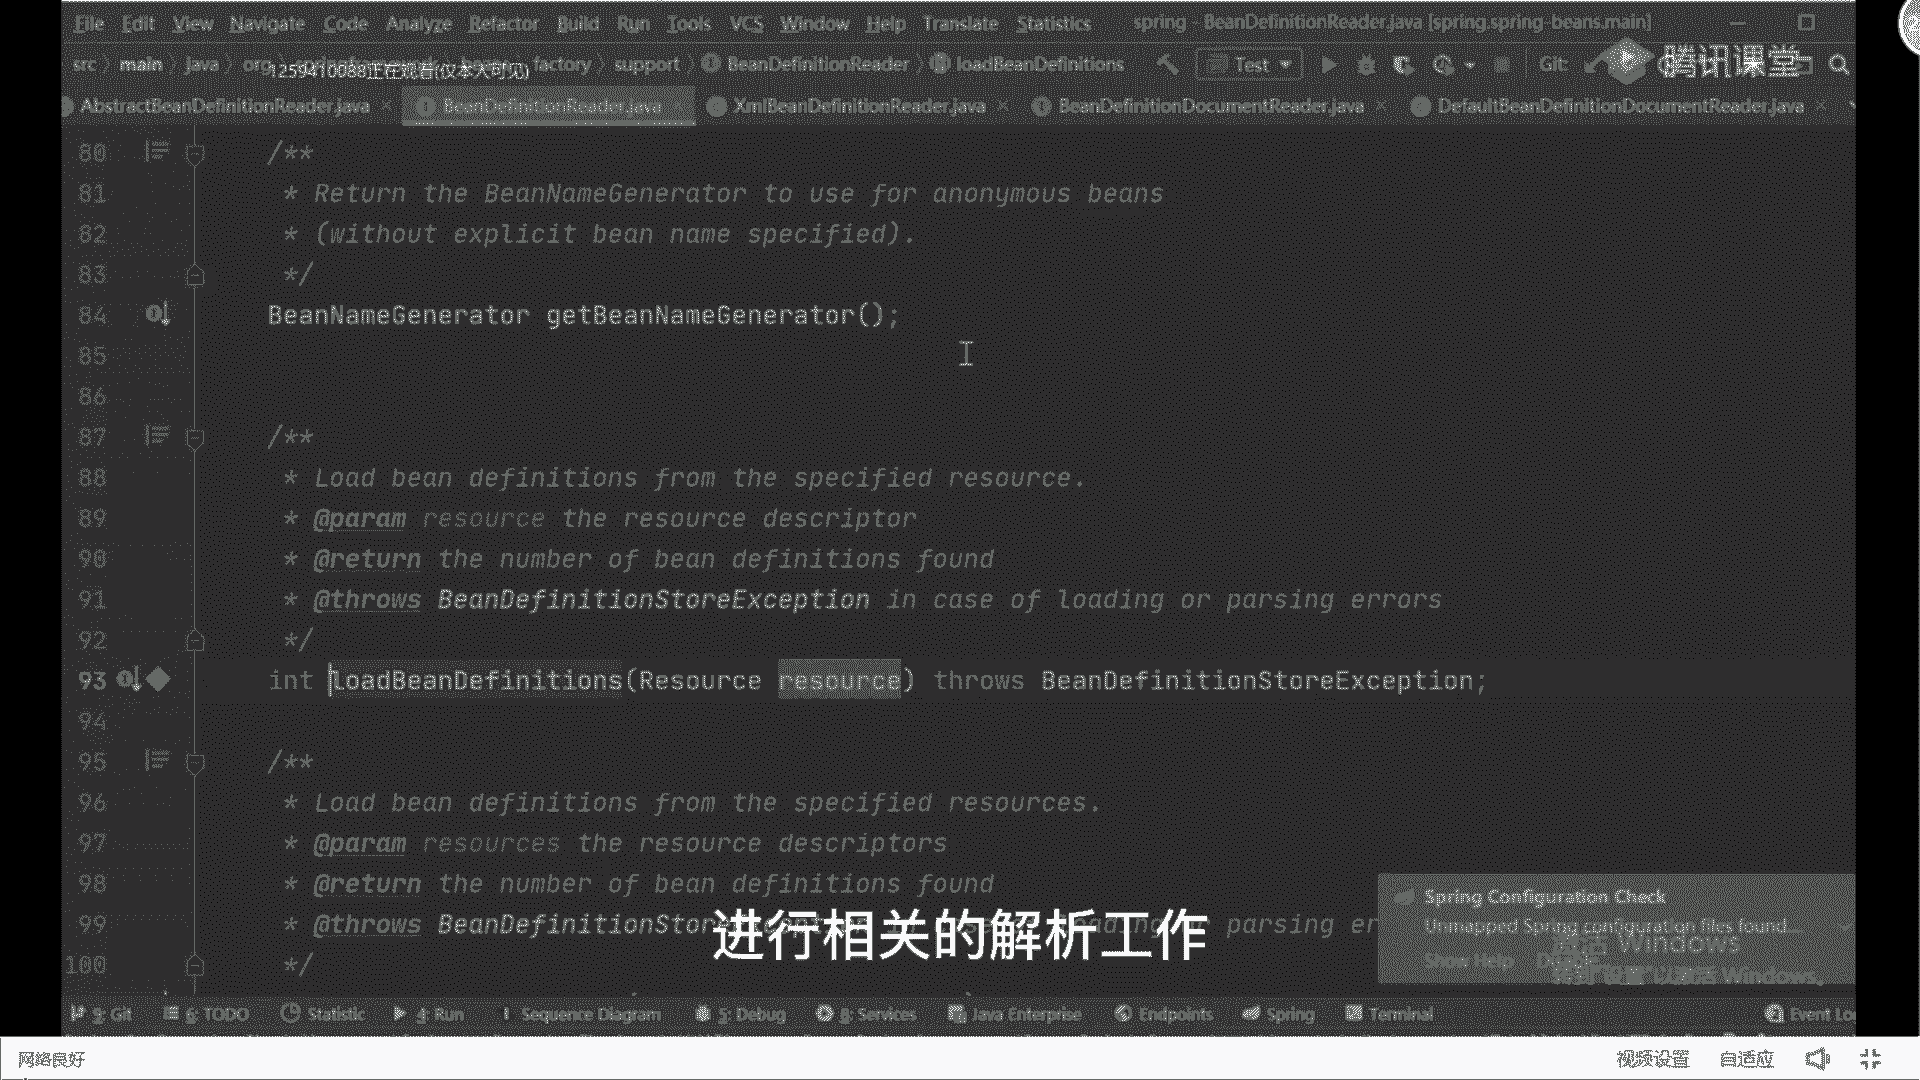 File Edit View Navigate Code Analyze Refactor Build Run Tools VCS Window Help Translate Statistics spring - BeanDefinitionReader.java [spring.spring-beans.main]
src main java org factory support BeanDefinitionReader loadBeanDefinitions Test Git:
1259410088正在观看(仅本人可见)
腾讯课堂
AbstractBeanDefinitionReader.java BeanDefinitionReader.java XmlBeanDefinitionReader.java BeanDefinitionDocumentReader.java DefaultBeanDefinitionDocumentReader.java
80 /**
81 * Return the BeanNameGenerator to use for anonymous beans
82 * (without explicit bean name specified).
83 */
84 BeanNameGenerator getBeanNameGenerator();
85
86
87 /**
88 * Load bean definitions from the specified resource.
89 * @param resource the resource descriptor
90 * @return the number of bean definitions found
91 * @throws BeanDefinitionStoreException in case of loading or parsing errors
92 */
93 int loadBeanDefinitions(Resource resource) throws BeanDefinitionStoreException;
94
95 /**
96 * Load bean definitions from the specified resources.
97 * @param resources the resource descriptors
98 * @return the number of bean definitions found
99 * @throws BeanDefinitionStor parsing er
100 */
进行相关的解析工作
Spring Configuration Check
Unmapped Spring configuration files found.
Show Help
激活 Windows
转到"设置"以激活 Windows。
9: Git 6: TODO Statistic 4: Run Sequence Diagram 5: Debug 8: Services Java Enterprise Endpoints Spring Terminal Event Lo
网络良好 视频设置 自适应